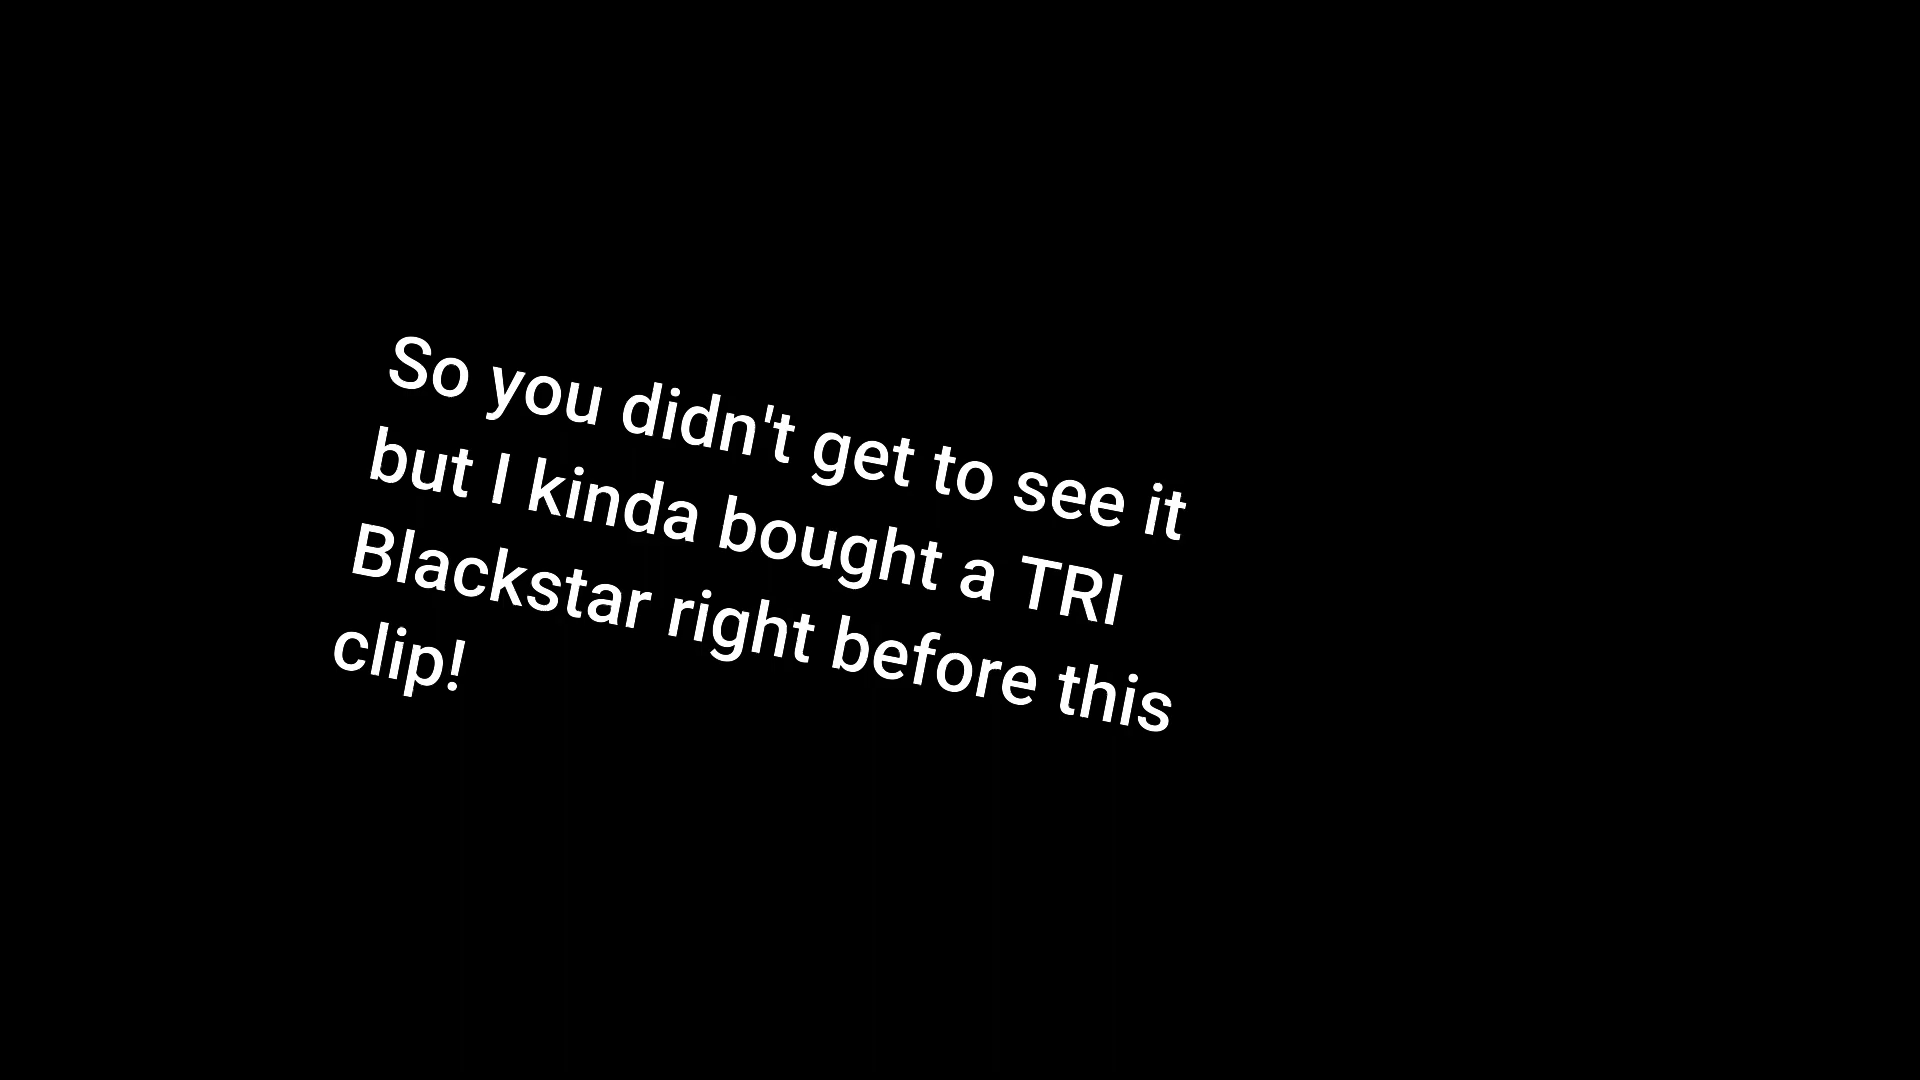 So you didn't get to see it
but I kinda bought a TRI
Blackstar right before this
clip!